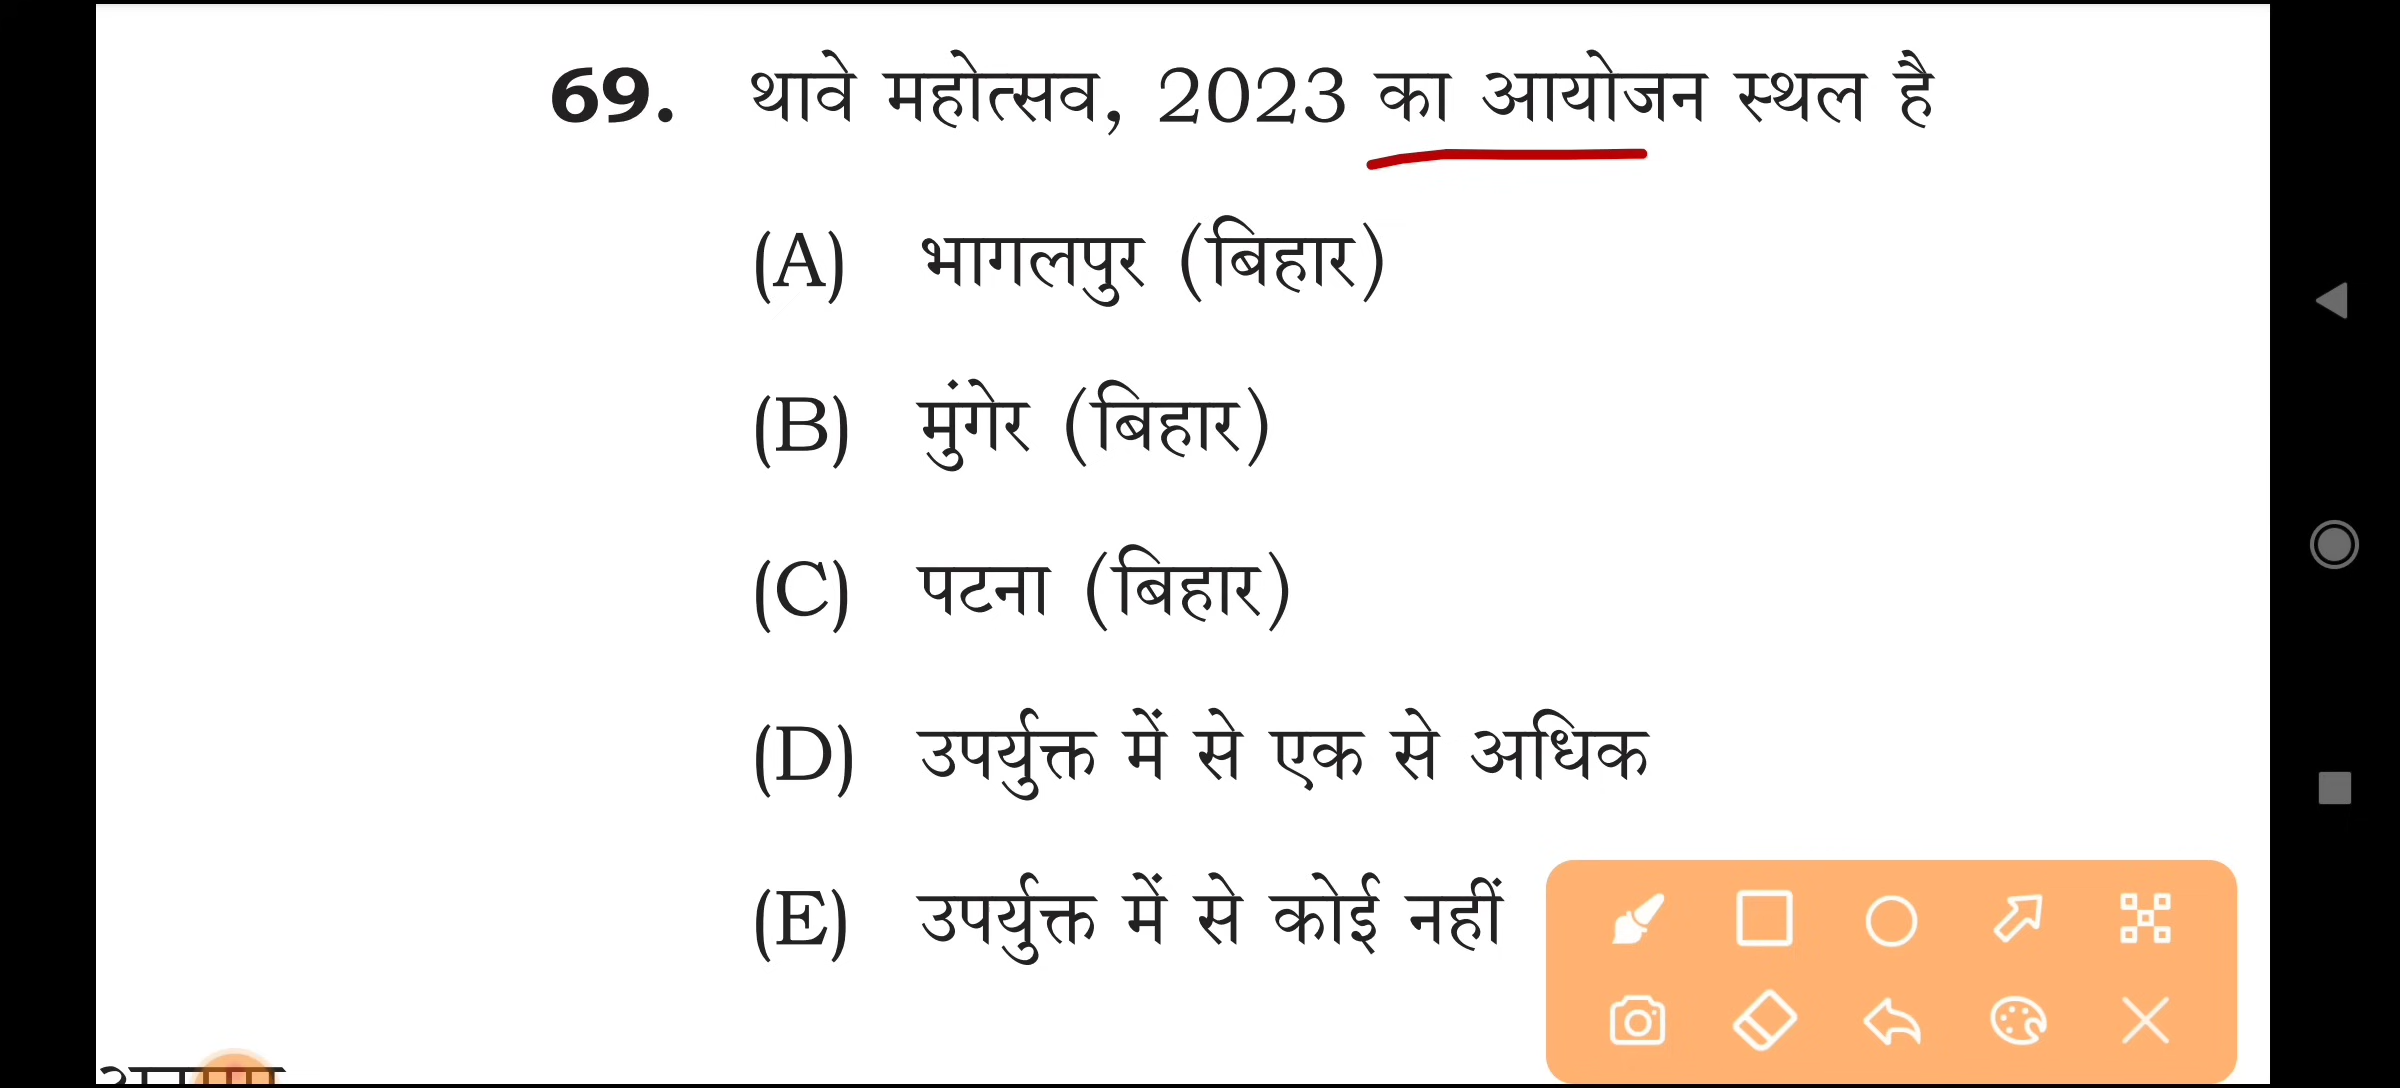 69. थावे महोत्सव, 2023 का आयोजन स्थल है
(A) भागलपुर (बिहार)
(B) मुंगेर (बिहार)
(C) पटना (बिहार)
(D) उपर्युक्त में से एक से अधिक
(E) उपर्युक्त में से कोई नहीं